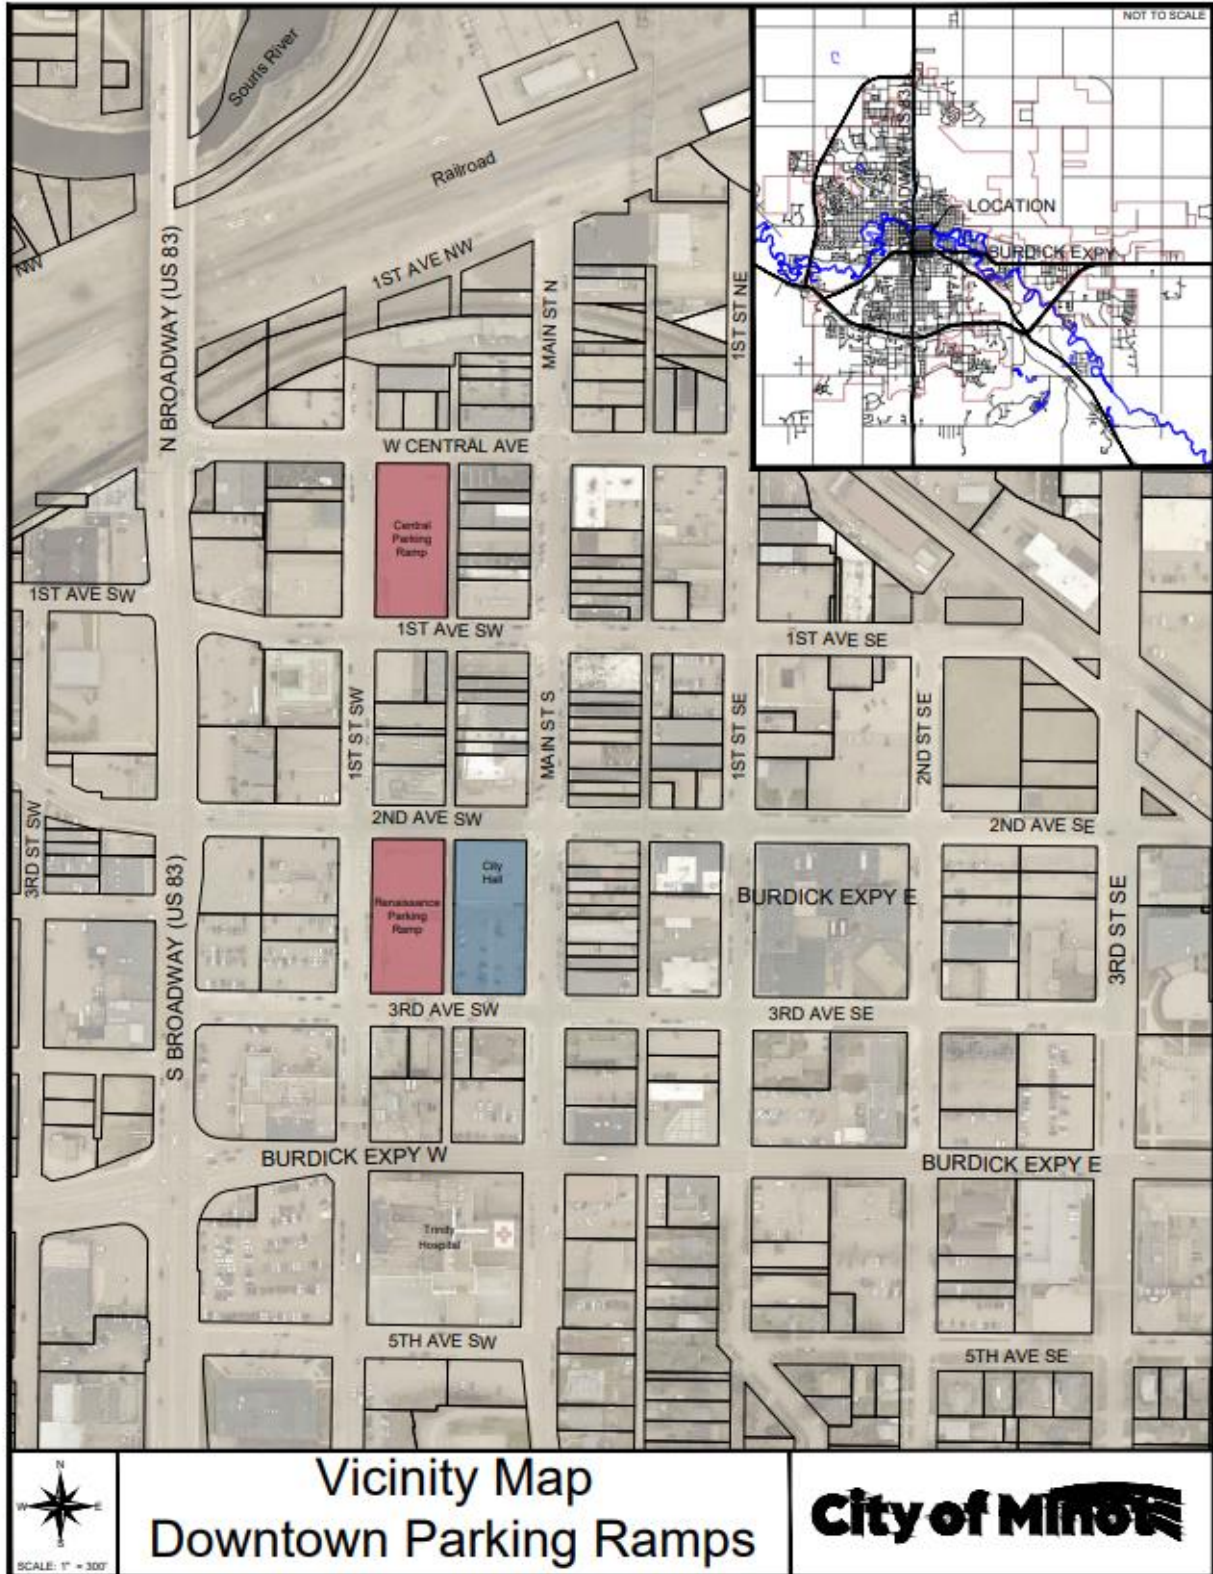 NOT TO SCALE
Souris River
Railroad
BROADWAY (US 83)
LOCATION
BURDICK EXPY
NW
N BROADWAY (US 83)
1ST AVE NW
MAIN ST N
1ST ST NE
W CENTRAL AVE
Central
Parking
Ramp
1ST AVE SW
1ST AVE SW
1ST AVE SE
1ST ST SW
MAIN ST S
1ST ST SE
2ND ST SE
2ND AVE SW
2ND AVE SE
3RD ST SW
S BROADWAY (US 83)
Renaissance
Parking
Ramp
City
Hall
BURDICK EXPY E
3RD ST SE
3RD AVE SW
3RD AVE SE
BURDICK EXPY W
BURDICK EXPY E
Trinity
Hospital
5TH AVE SW
5TH AVE SE
N
W
E
S
SCALE: 1" = 300'
Vicinity Map
Downtown Parking Ramps
City of Minot